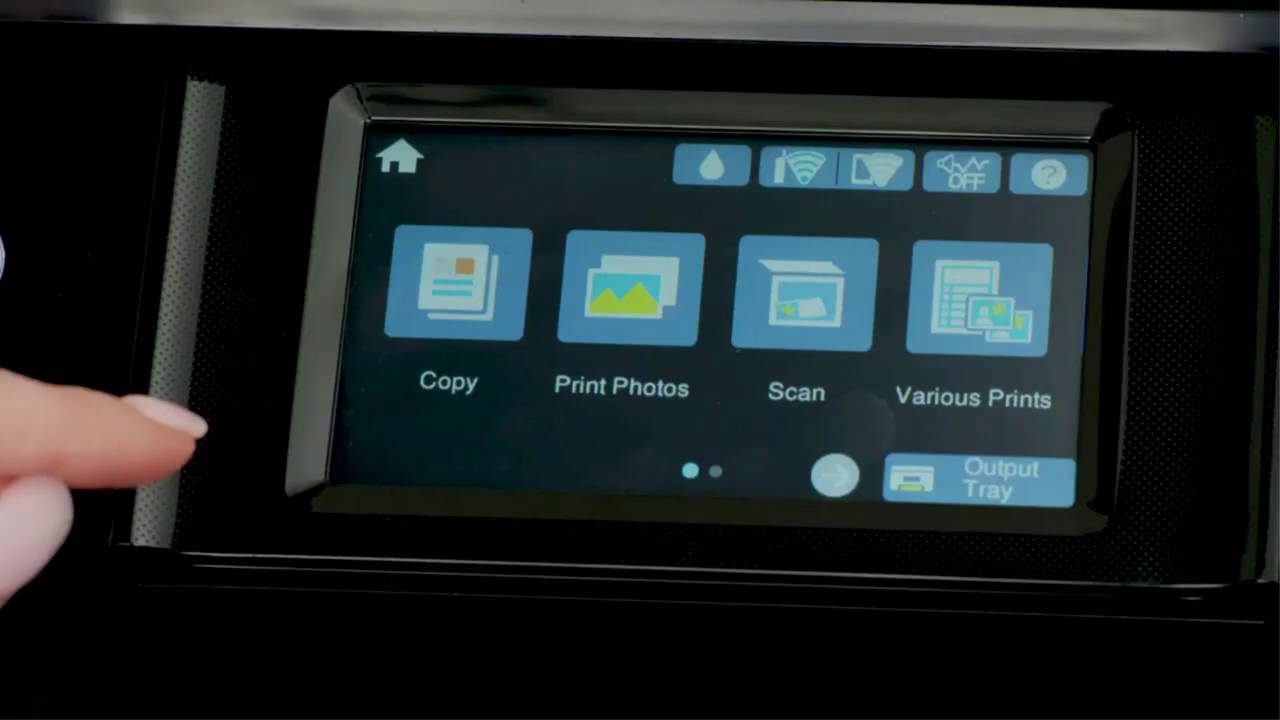 OFF
?
Copy
Print Photos
Scan
Various Prints
Output
Tray